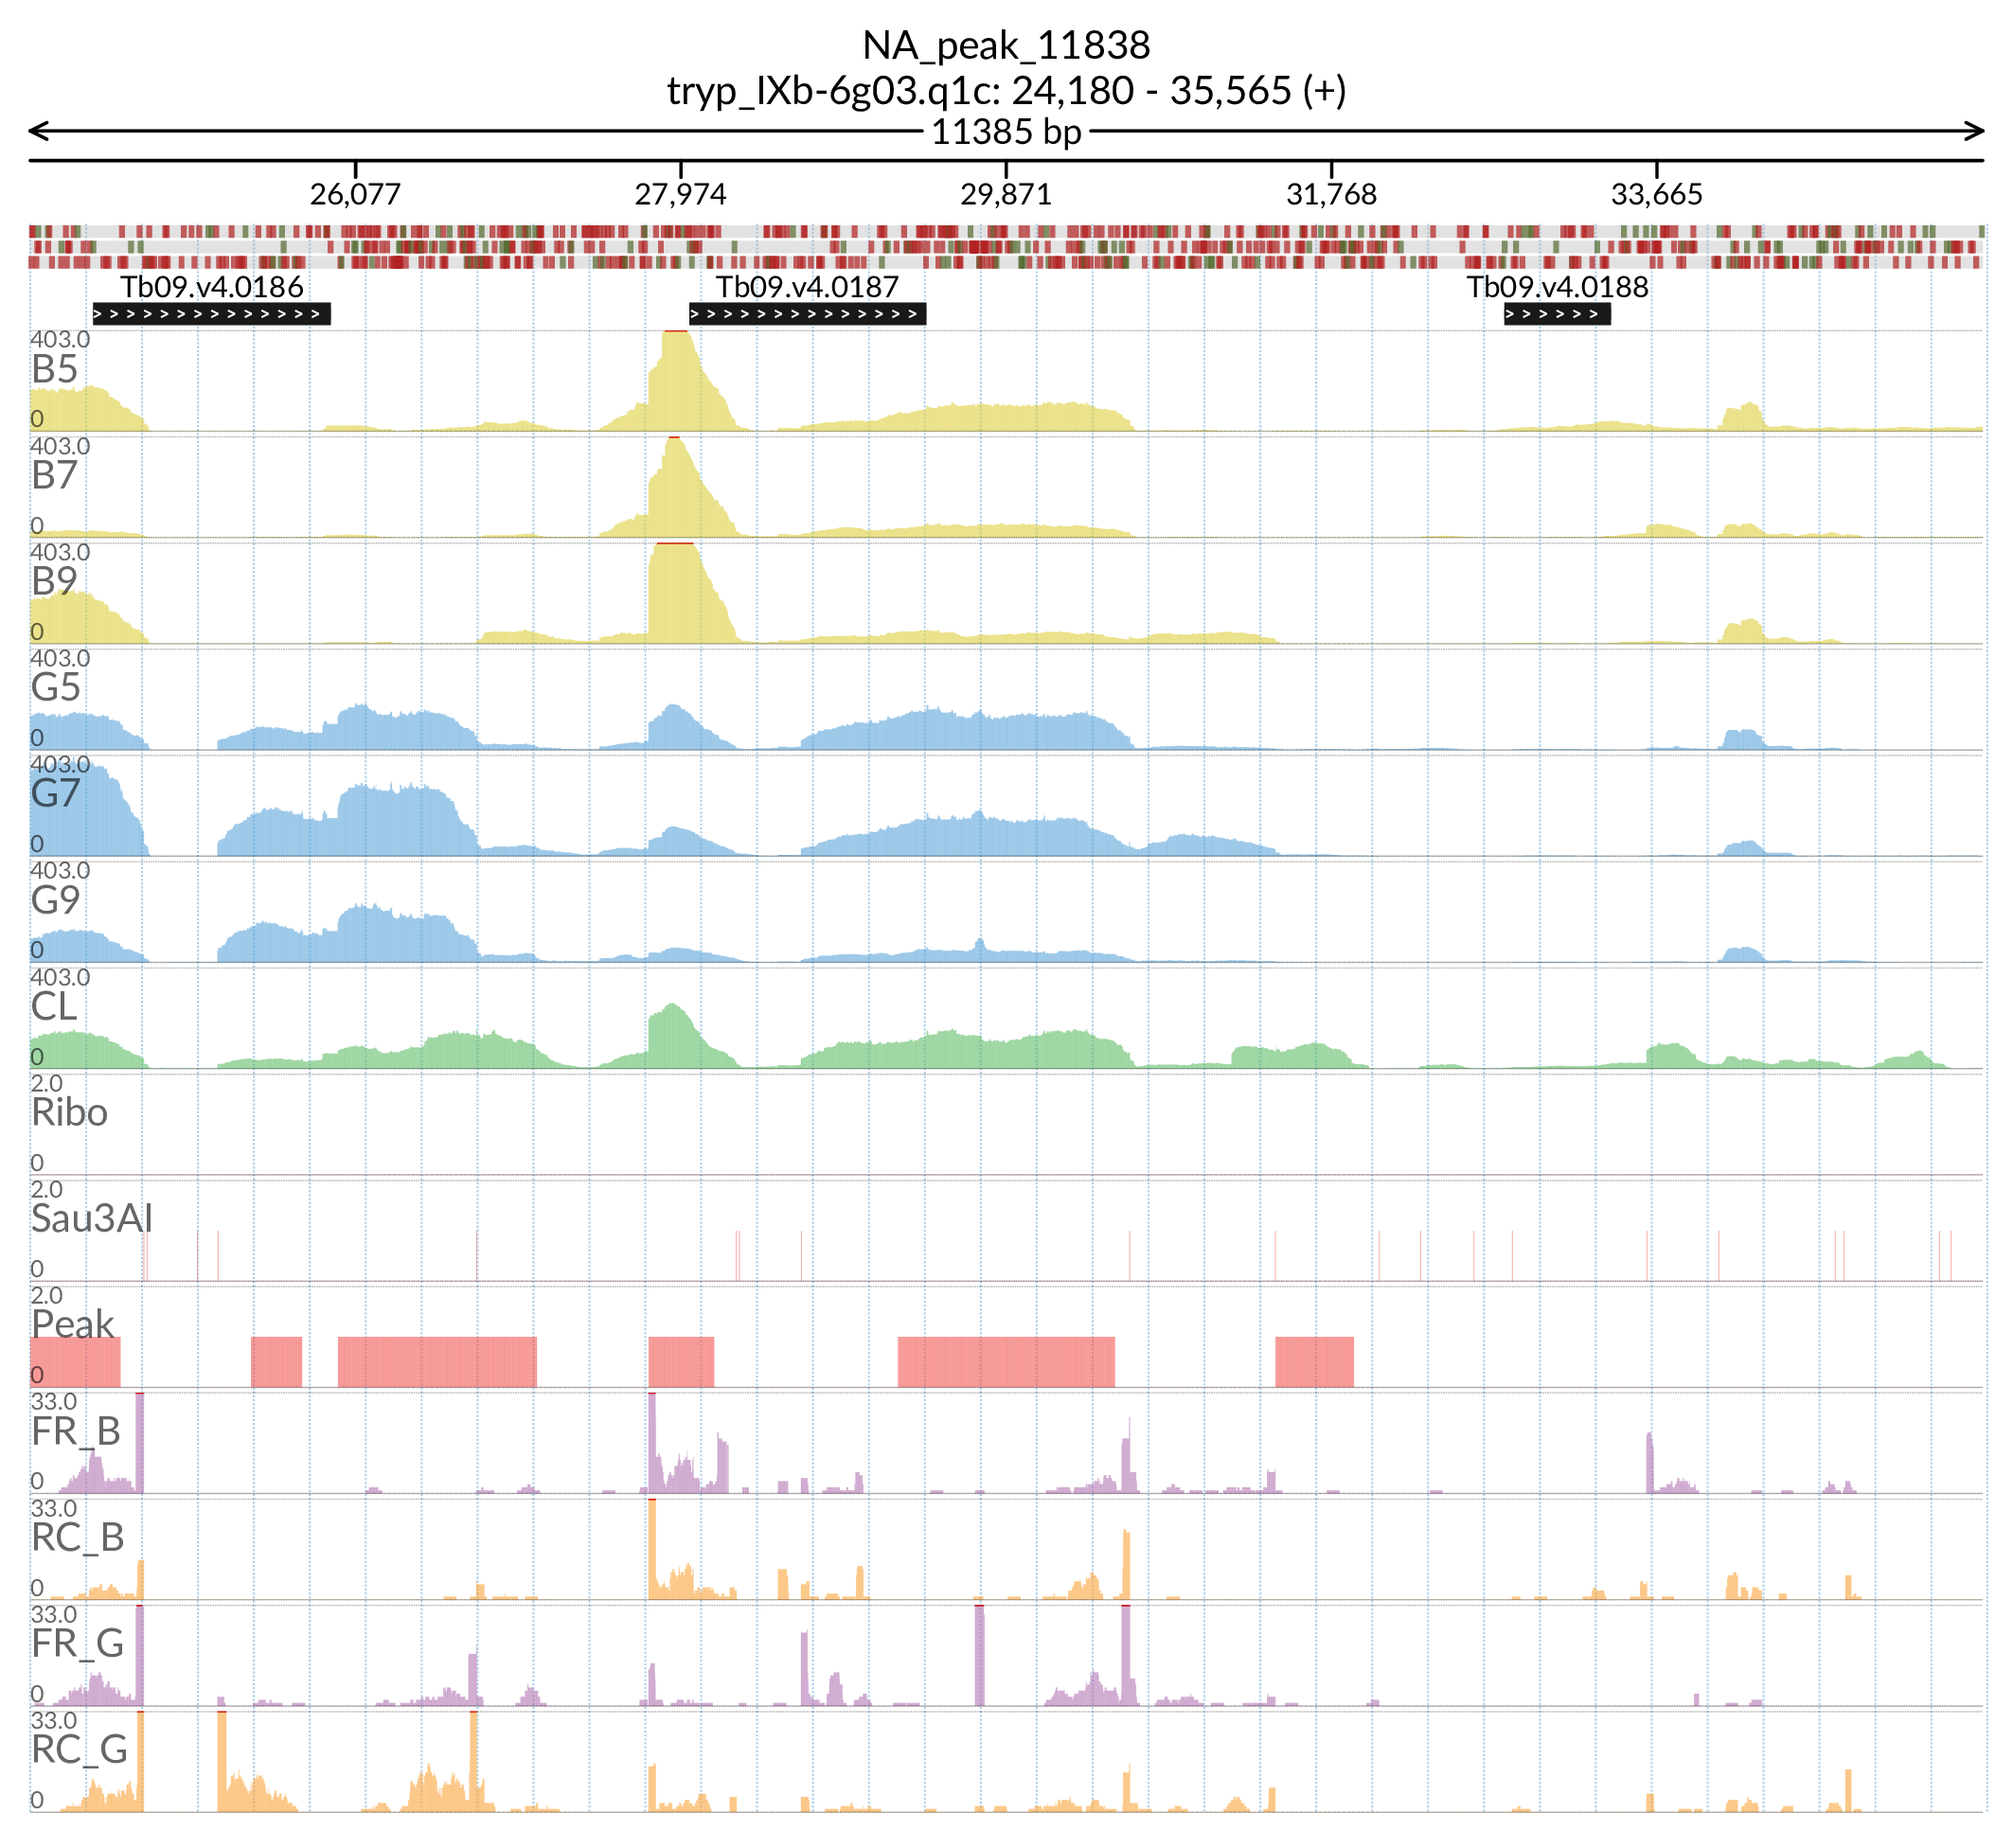 NA_peak_11838
tryp_IXb-6g03.q1c: 24,180 - 35,565 (+)
11385 bp
26,077 27,974 29,871 31,768 33,665
Tb09.v4.0186 Tb09.v4.0187 Tb09.v4.0188
403.0
B5
0
403.0
B7
0
403.0
B9
0
403.0
G5
0
403.0
G7
0
403.0
G9
0
403.0
CL
0
2.0
Ribo
0
2.0
Sau3AI
0
2.0
Peak
0
33.0
FR_B
0
33.0
RC_B
0
33.0
FR_G
0
33.0
RC_G
0